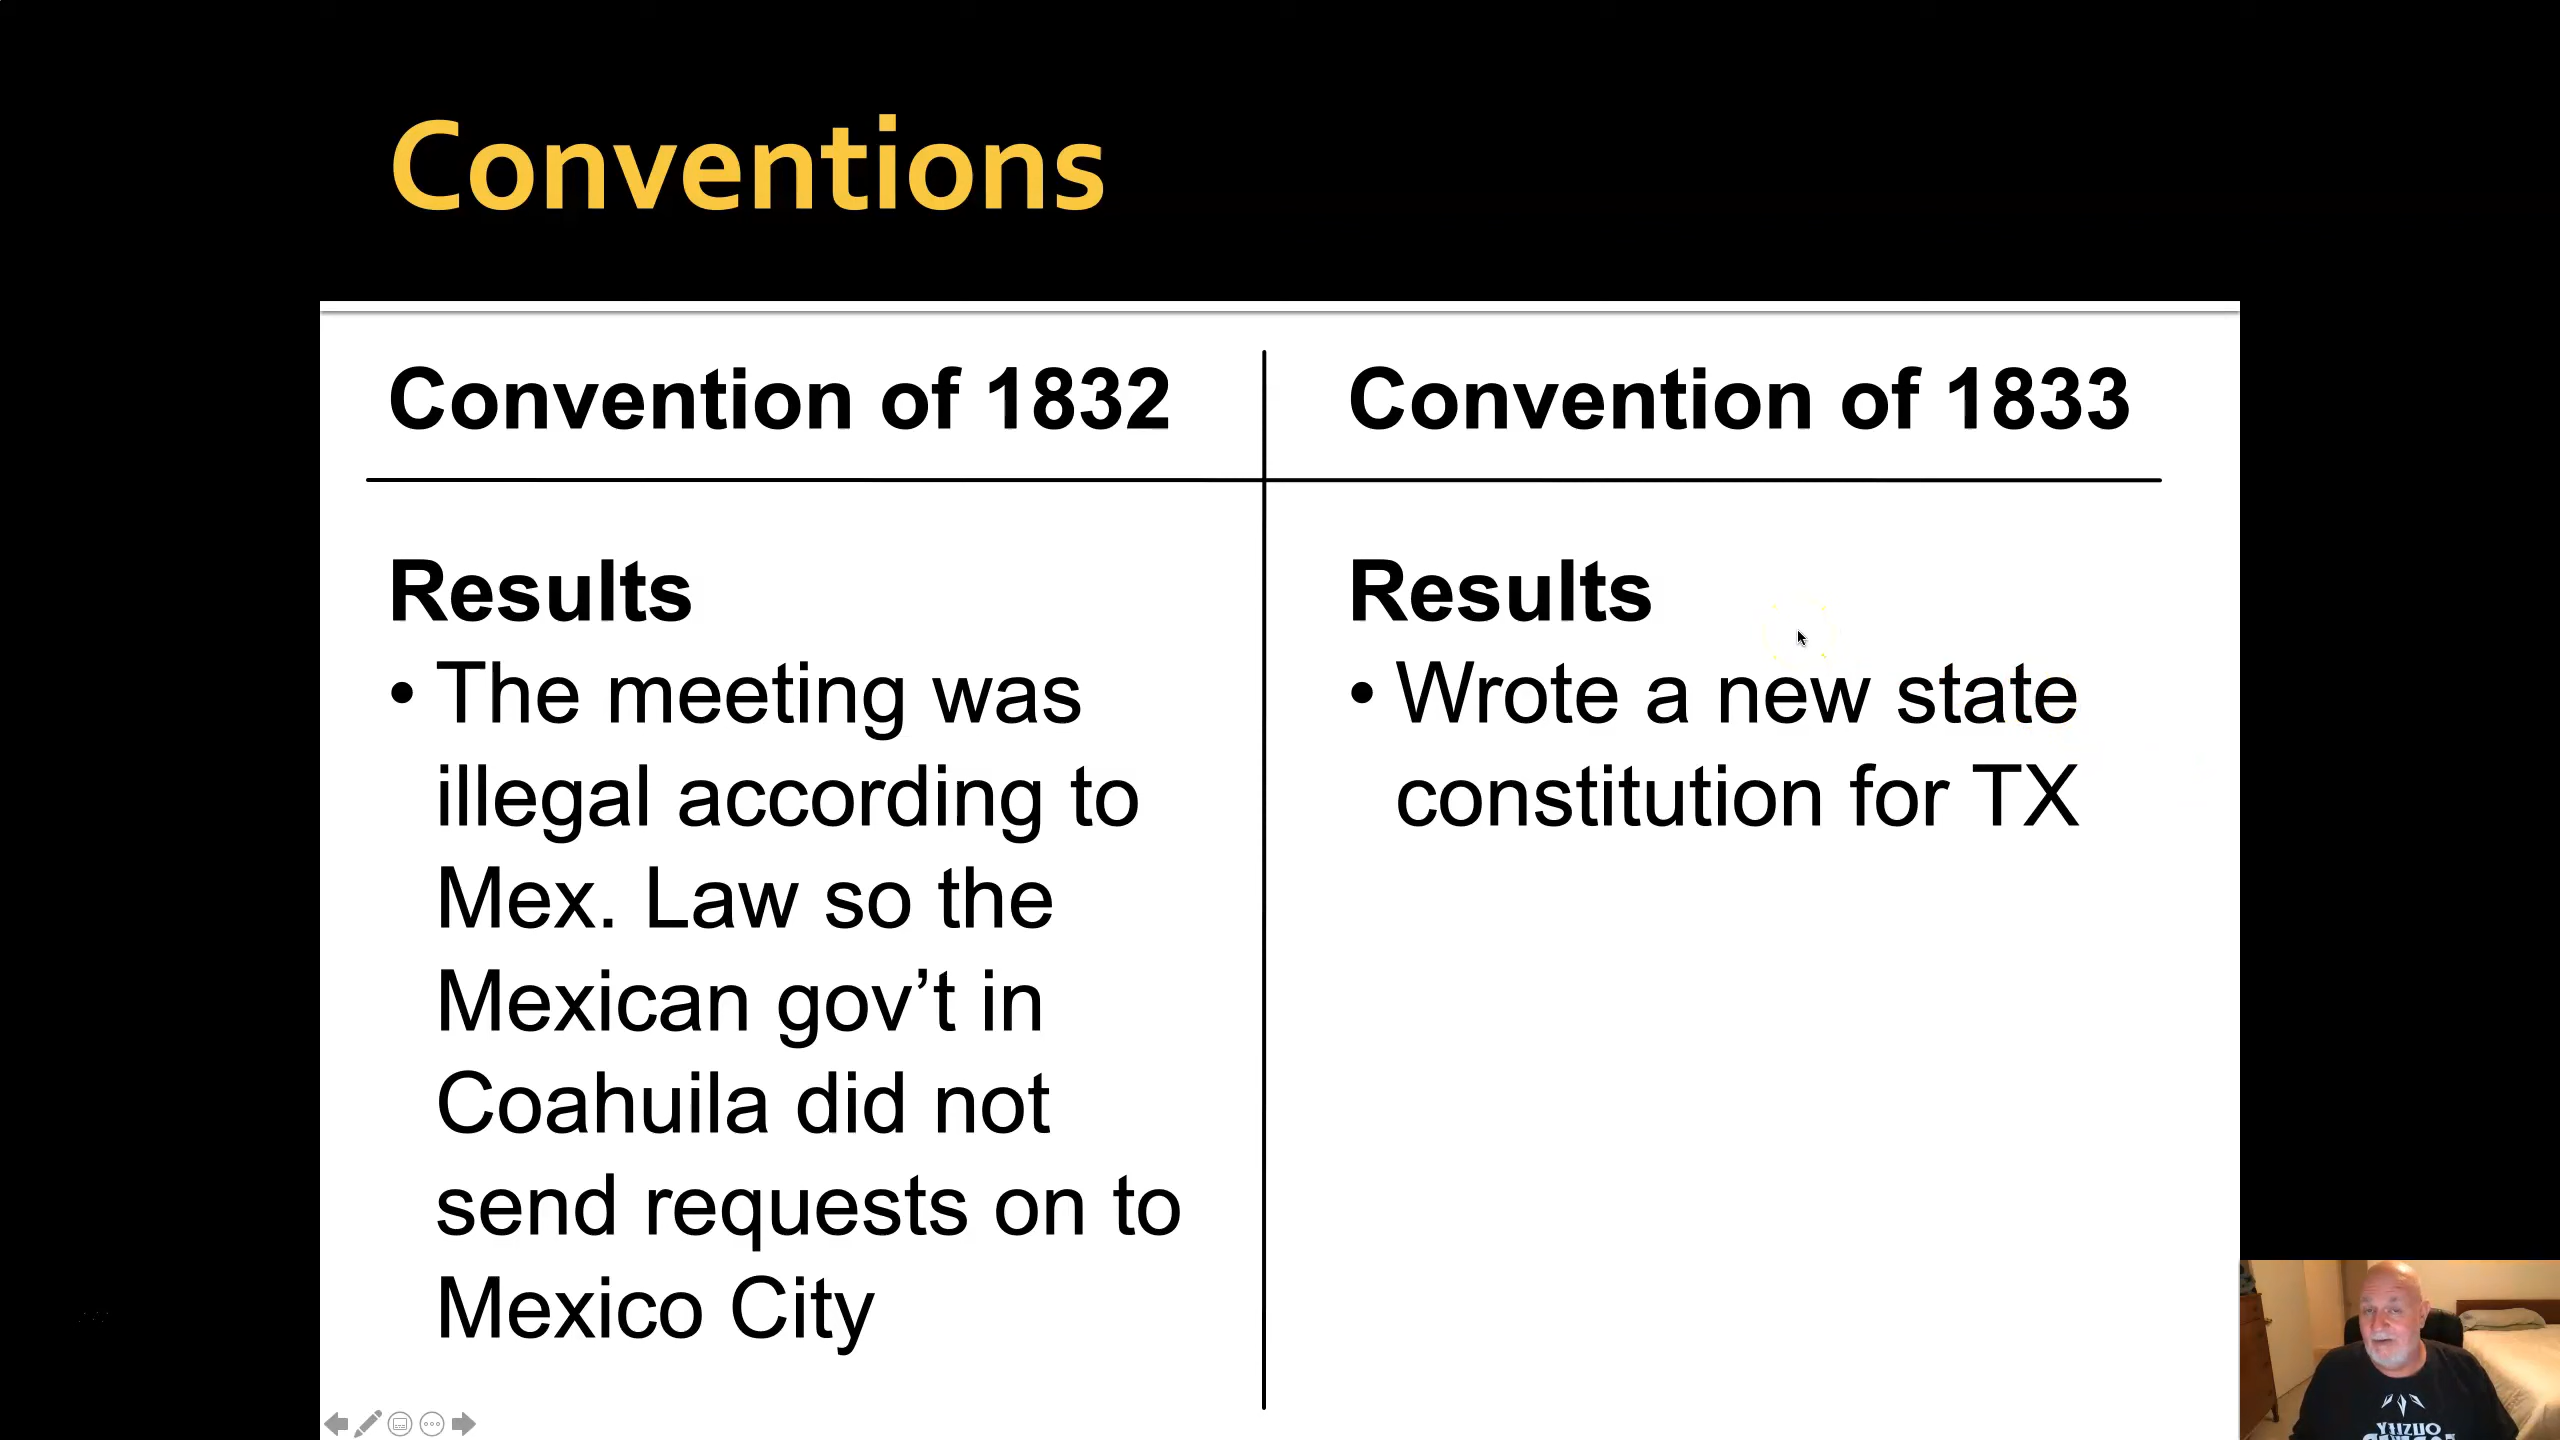 Conventions
Convention of 1832
Results
• The meeting was
illegal according to
Mex. Law so the
Mexican gov’t in
Coahuila did not
send requests on to
Mexico City
Convention of 1833
Results
• Wrote a new state
constitution for TX